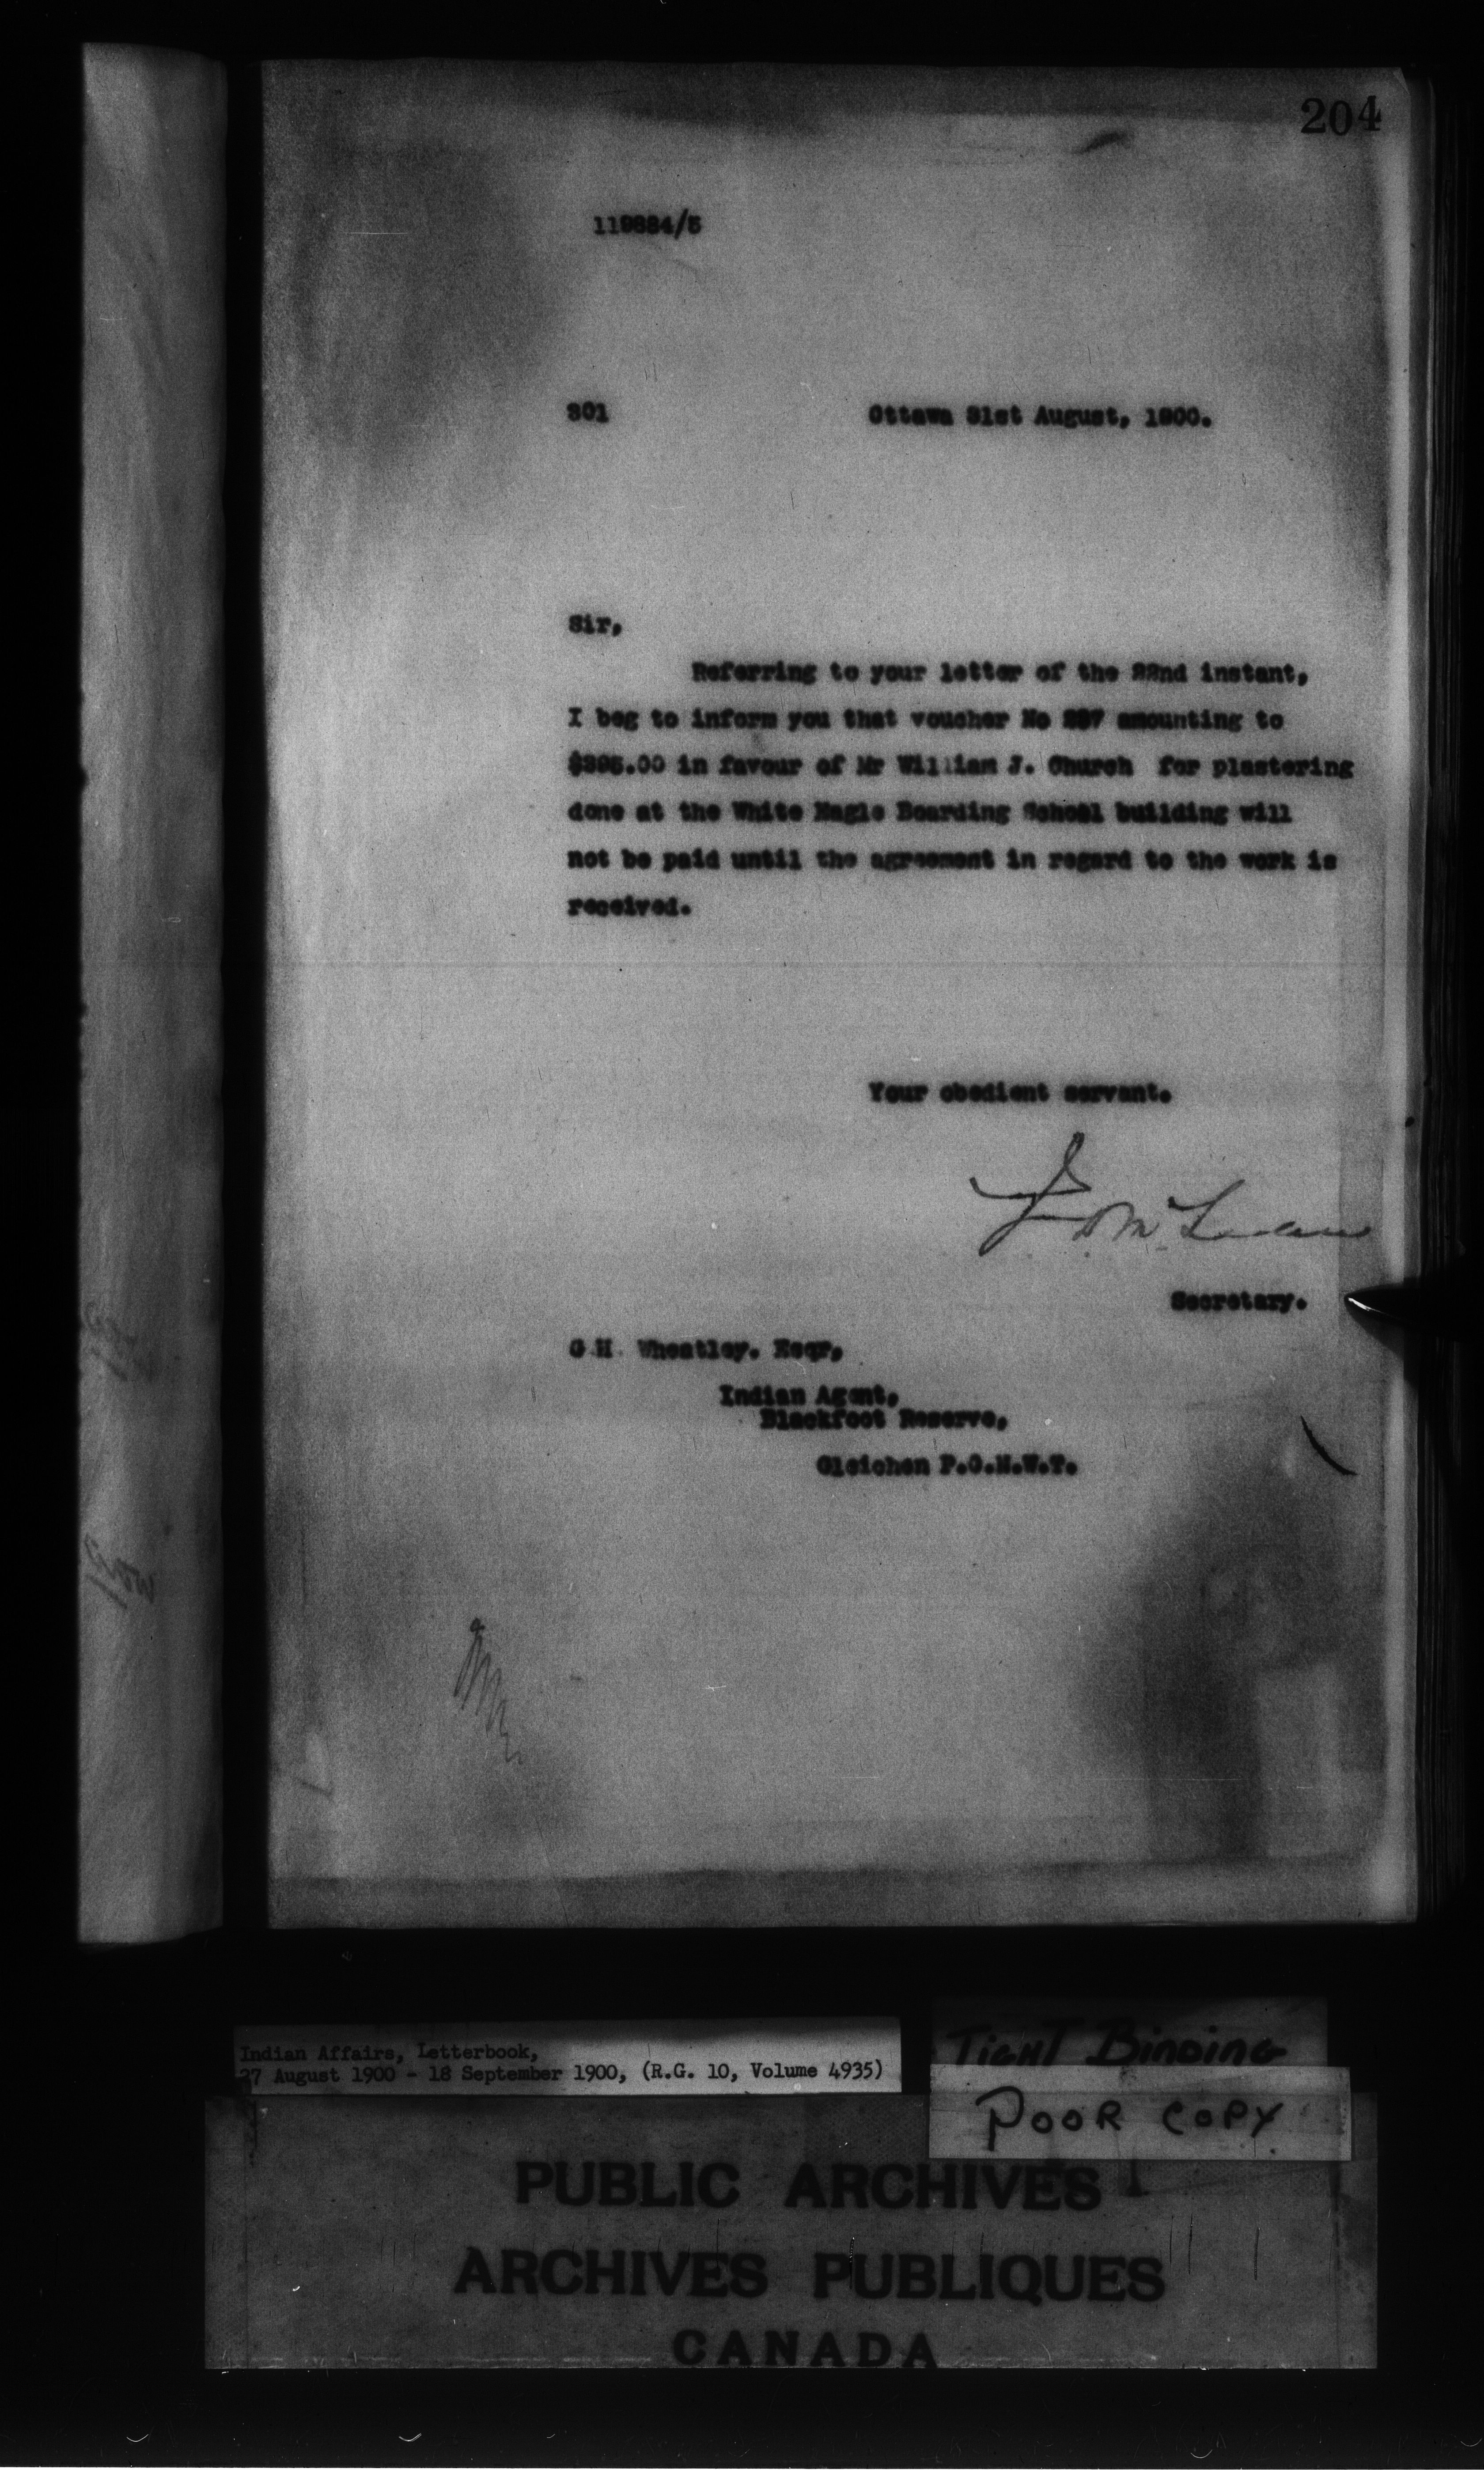 204
119884/5
301 Ottawa 31st August, 1900.
Sir,
Referring to your letter of the 22nd instant,
I beg to inform you that voucher No amounting to
$395.00 in favour of Mr William J. Church for plastering
done at the White Eagle Boarding School building will
not be paid until the agreement in regard to the work is
received.
Your obedient servant.
J D McLean
Secretary.
G H Wheatley. Esqr,
Indian Agent,
Blackfoot Reserve,
Gleichen P.O.N.W.T.
Indian Affairs, Letterbook,
27 August 1900 - 18 September 1900, (R.G. 10, Volume 4935)
TIGHT BINDING
POOR COPY
PUBLIC ARCHIVES
ARCHIVES PUBLIQUES
CANADA